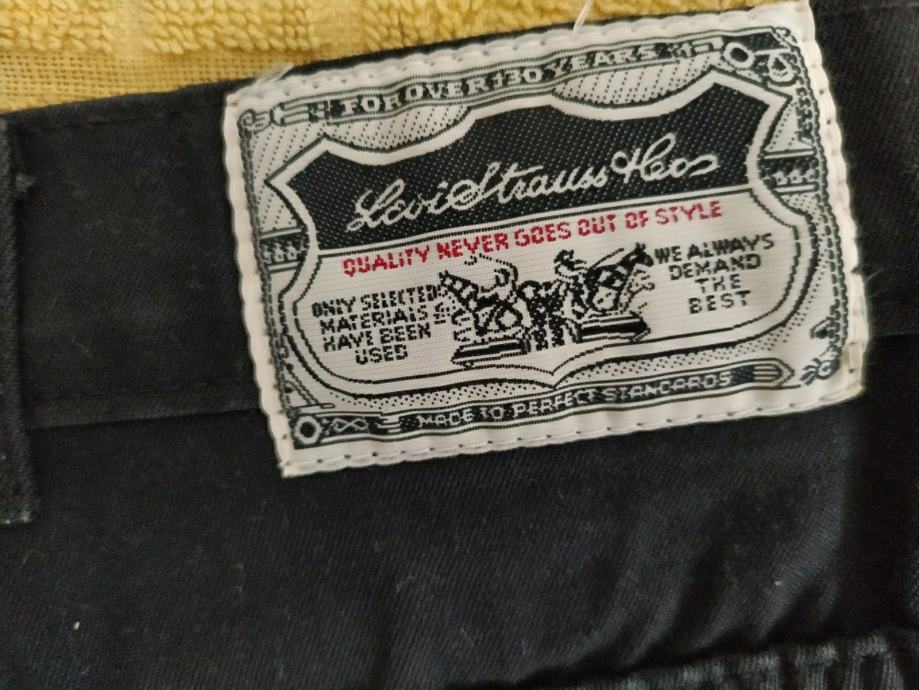 FOR OVER 130 YEARS
Levi Strauss & Co
QUALITY NEVER GOES OUT OF STYLE
ONLY SELECTED
MATERIALS
HAVE BEEN
USED
WE ALWAYS
DEMAND
THE
BEST
MADE TO PERFECT STANDARDS